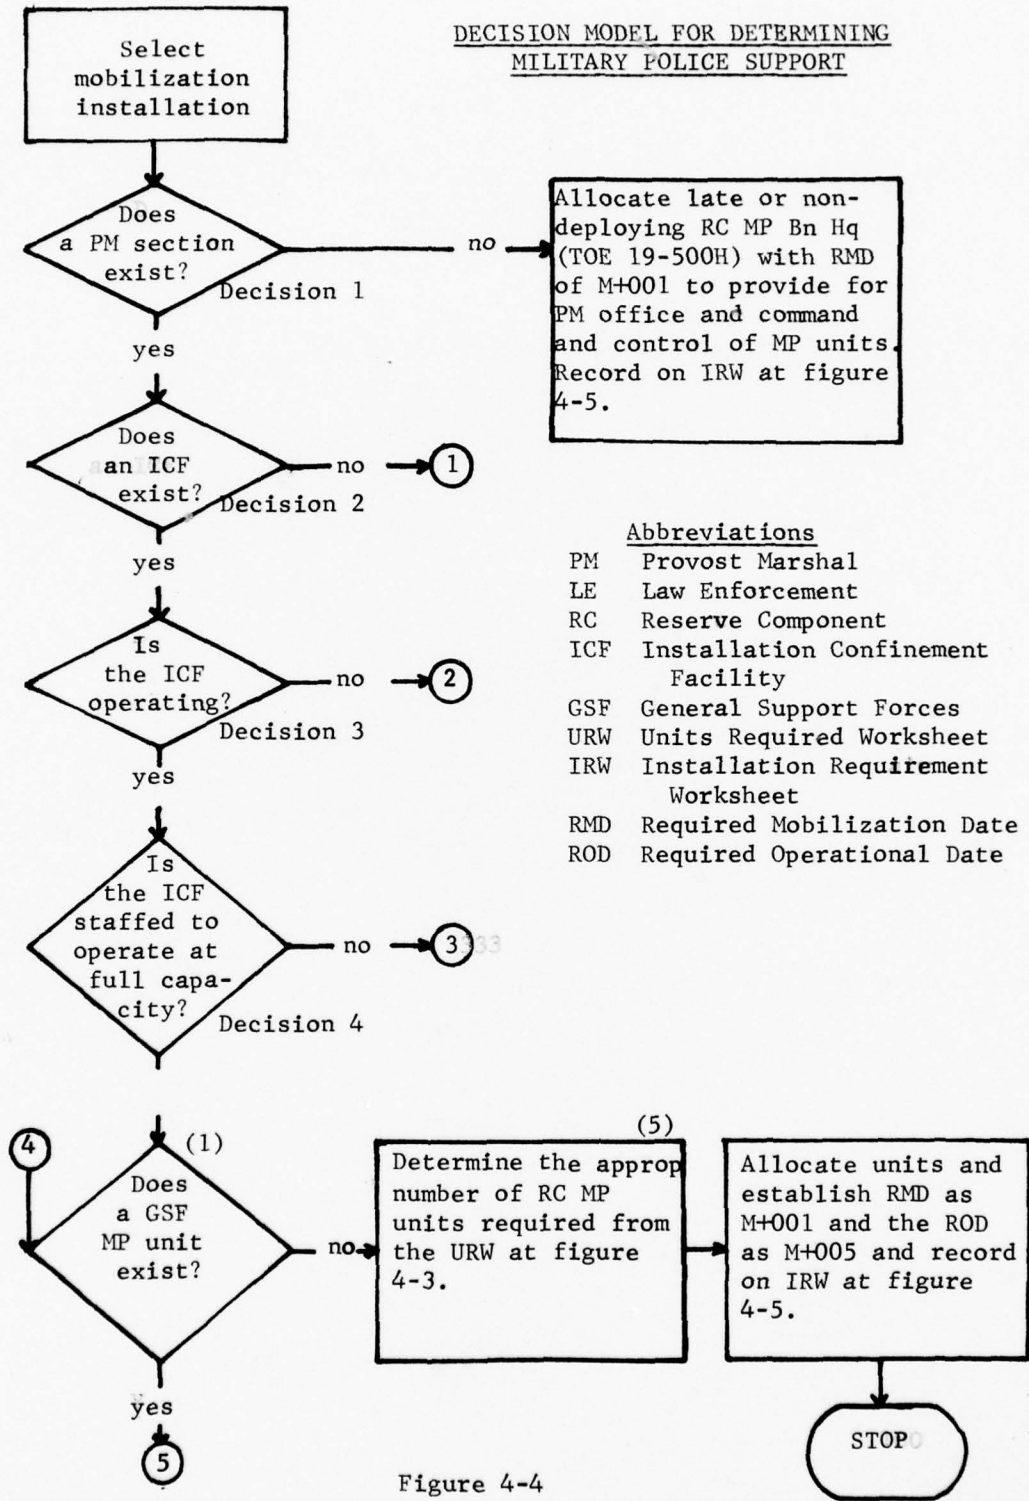 DECISION MODEL FOR DETERMINING
MILITARY POLICE SUPPORT
Select
mobilization
installation
Does
a PM section
exist?
Decision 1
no
Allocate late or non-
deploying RC MP Bn Hq
(TOE 19-500H) with RMD
of M+001 to provide for
PM office and command
and control of MP units.
Record on IRW at figure
4-5.
yes
Does
an ICF
exist?
Decision 2
no
1
yes
Is
the ICF
operating?
Decision 3
no
2
yes
Is
the ICF
staffed to
operate at
full capa-
city?
Decision 4
no
3
Abbreviations
PM Provost Marshal
LE Law Enforcement
RC Reserve Component
ICF Installation Confinement
Facility
GSF General Support Forces
URW Units Required Worksheet
IRW Installation Requirement
Worksheet
RMD Required Mobilization Date
ROD Required Operational Date
4
(1)
Does
a GSF
MP unit
exist?
no
(5)
Determine the approp
number of RC MP
units required from
the URW at figure
4-3.
Allocate units and
establish RMD as
M+001 and the ROD
as M+005 and record
on IRW at figure
4-5.
yes
5
STOP
Figure 4-4